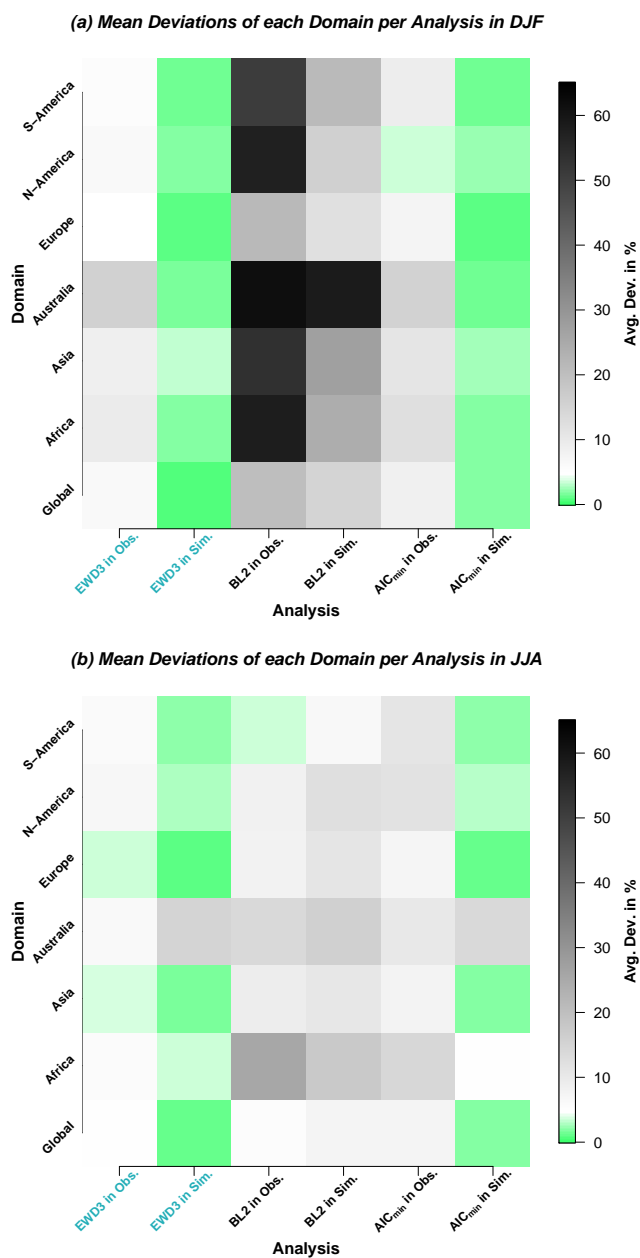 (a) Mean Deviations of each Domain per Analysis in DJF
S−America
N−America
Europe
Australia
Asia
Africa
Global
Domain
EWD3 in Obs.
EWD3 in Sim.
BL2 in Obs.
BL2 in Sim.
AICmin in Obs.
AICmin in Sim.
Analysis
60
50
40
30
20
10
0
Avg. Dev. in %
(b) Mean Deviations of each Domain per Analysis in JJA
S−America
N−America
Europe
Australia
Asia
Africa
Global
Domain
EWD3 in Obs.
EWD3 in Sim.
BL2 in Obs.
BL2 in Sim.
AICmin in Obs.
AICmin in Sim.
Analysis
60
50
40
30
20
10
0
Avg. Dev. in %